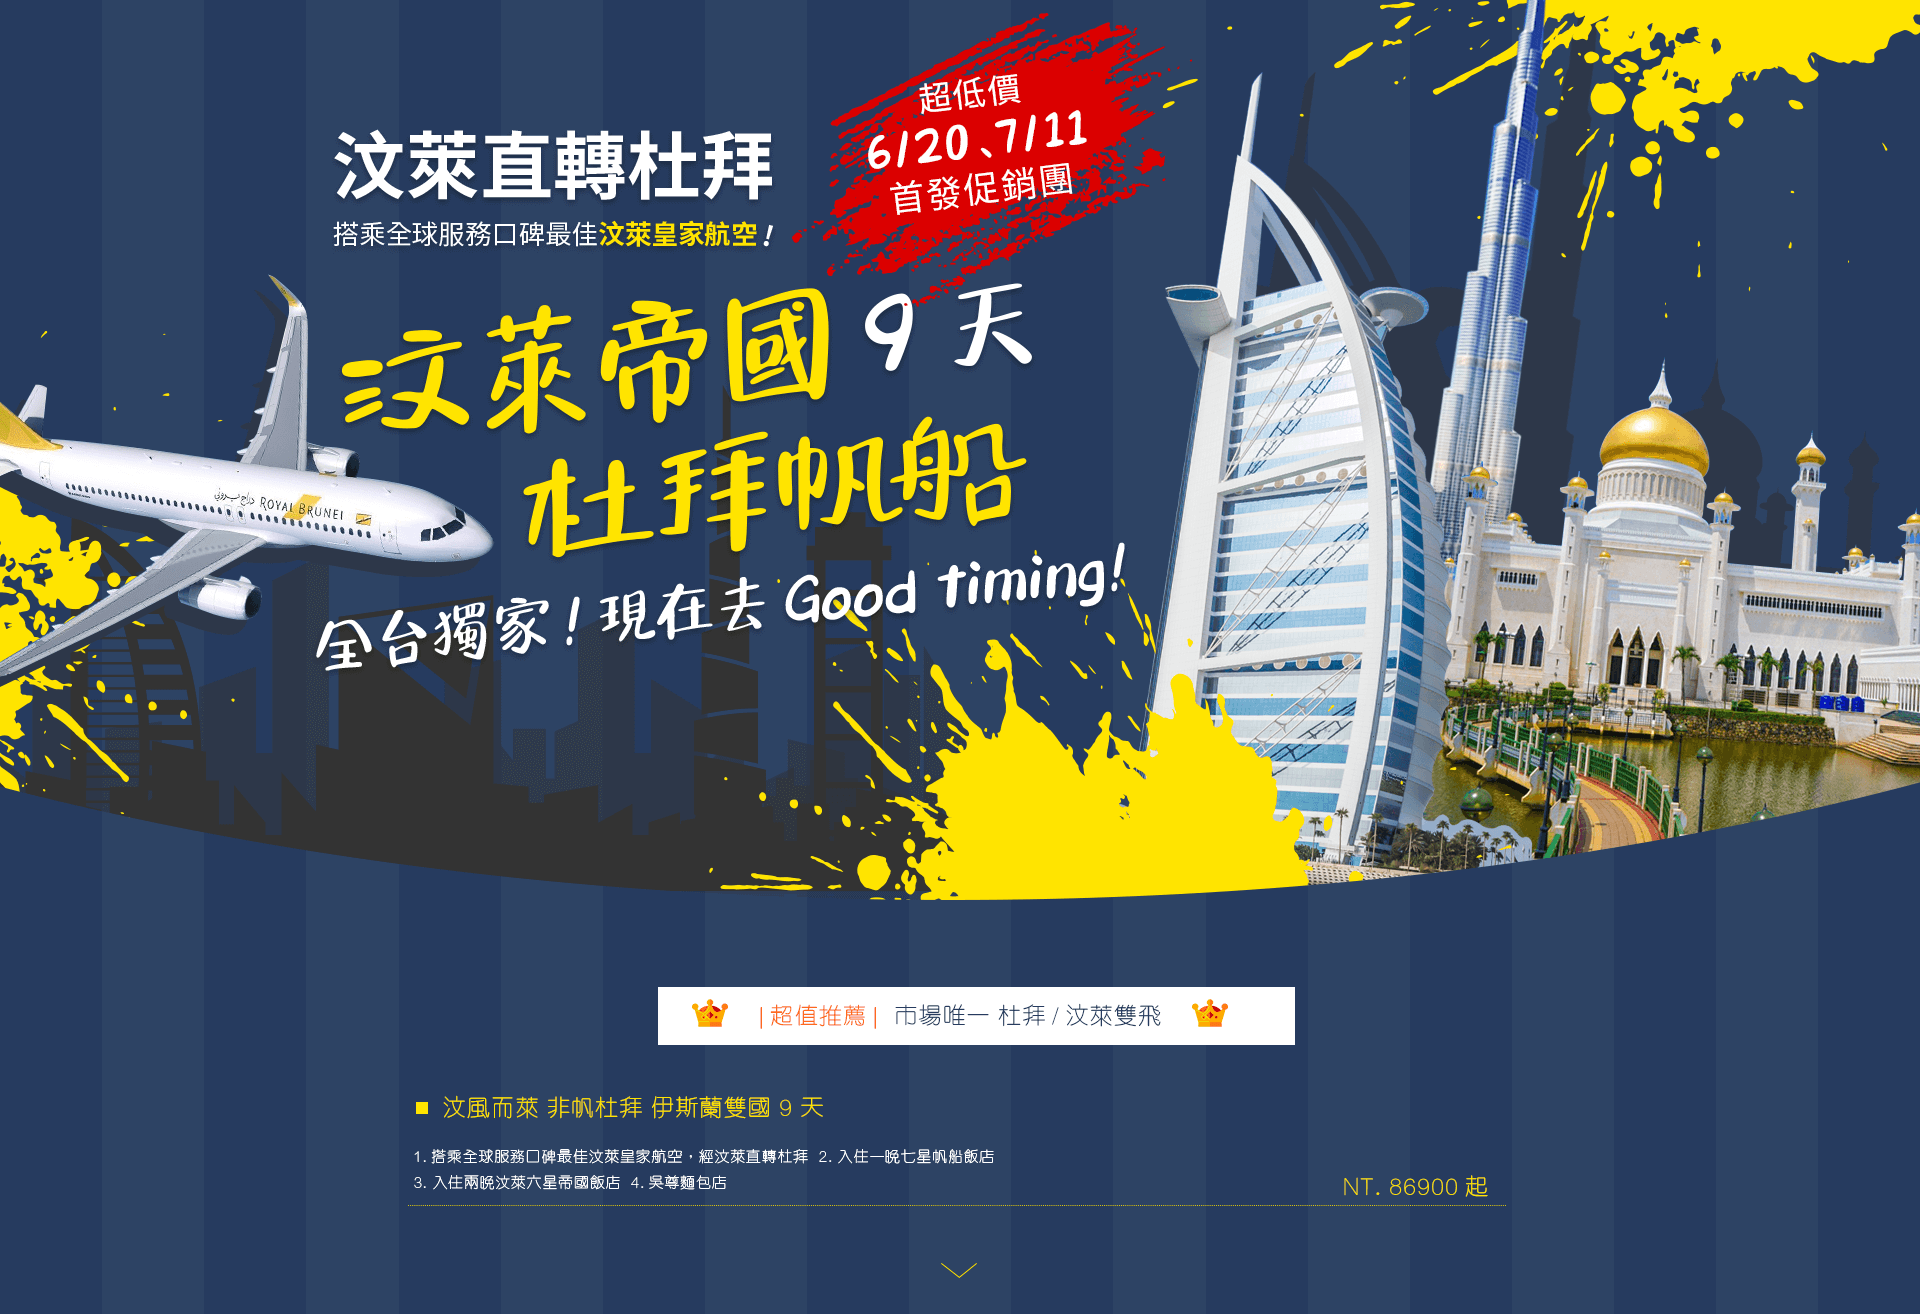 超低價
6/20、7/11
首發促銷團
汶萊直轉杜拜
搭乘全球服務口碑最佳汶萊皇家航空!
汶萊帝國 9 天
杜拜帆船
全台獨家!現在去 Good timing!
ROYAL BRUNEI
| 超值推薦 | 市場唯一 杜拜 / 汶萊雙飛
汶風而萊 非帆杜拜 伊斯蘭雙國 9 天
1. 搭乘全球服務口碑最佳汶萊皇家航空,經汶萊直轉杜拜 2. 入住一晚七星帆船飯店
3. 入住兩晚汶萊六星帝國飯店 4. 吳尊麵包店
NT. 86900 起